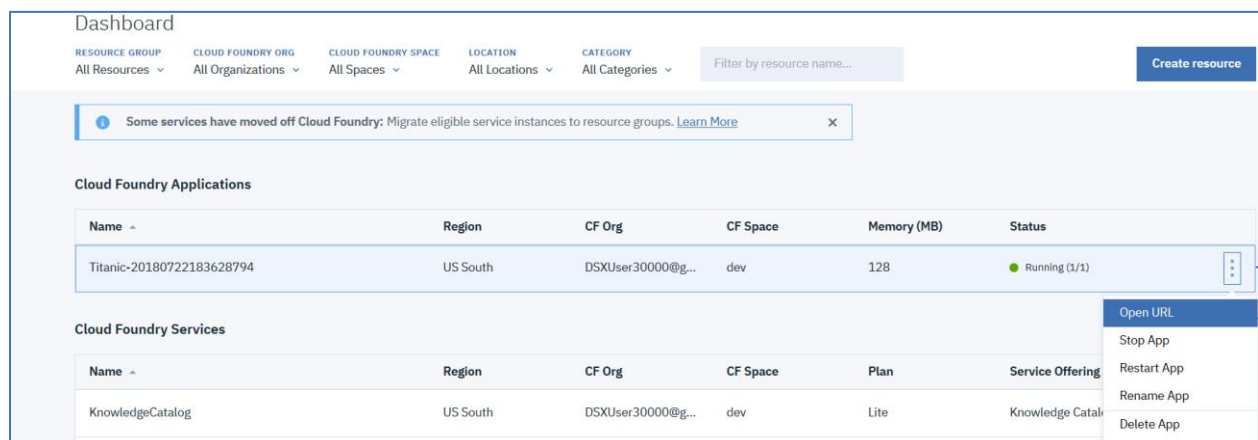 Dashboard
RESOURCE GROUP CLOUD FOUNDRY ORG CLOUD FOUNDRY SPACE LOCATION CATEGORY
All Resources All Organizations All Spaces All Locations All Categories Filter by resource name... Create resource
Some services have moved off Cloud Foundry: Migrate eligible service instances to resource groups. Learn More
Cloud Foundry Applications
Name Region CF Org CF Space Memory (MB) Status
Titanic-20180722183628794 US South DSXUser30000@g... dev 128 Running (1/1)
Open URL
Cloud Foundry Services
Stop App
Name Region CF Org CF Space Plan Service Offering
Restart App
Rename App
KnowledgeCatalog US South DSXUser30000@g... dev Lite Knowledge Catal
Delete App